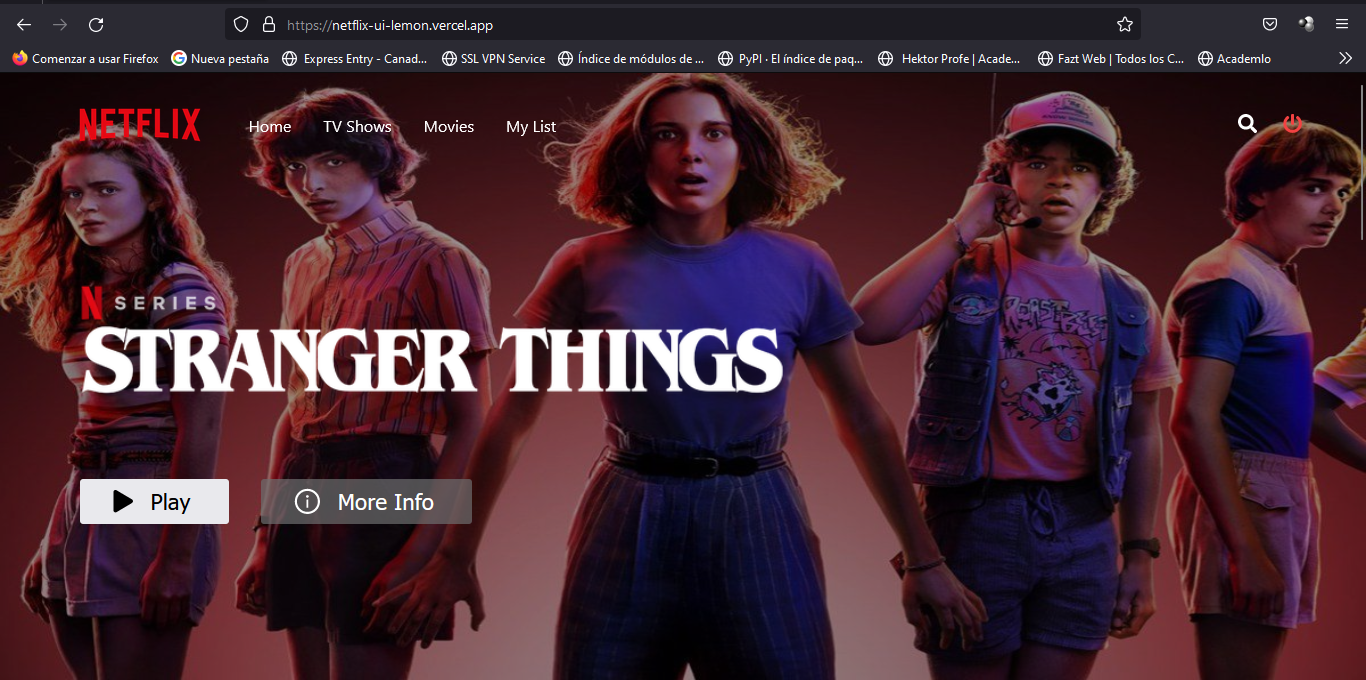 https://netflix-ui-lemon.vercel.app
Comenzar a usar Firefox Nueva pestaña Express Entry - Canad... SSL VPN Service Índice de módulos de ... PyPI · El índice de paq... Hektor Profe | Acade... Fazt Web | Todos los C... Academlo
NETFLIX Home TV Shows Movies My List
N SERIES
STRANGER THINGS
Play More Info